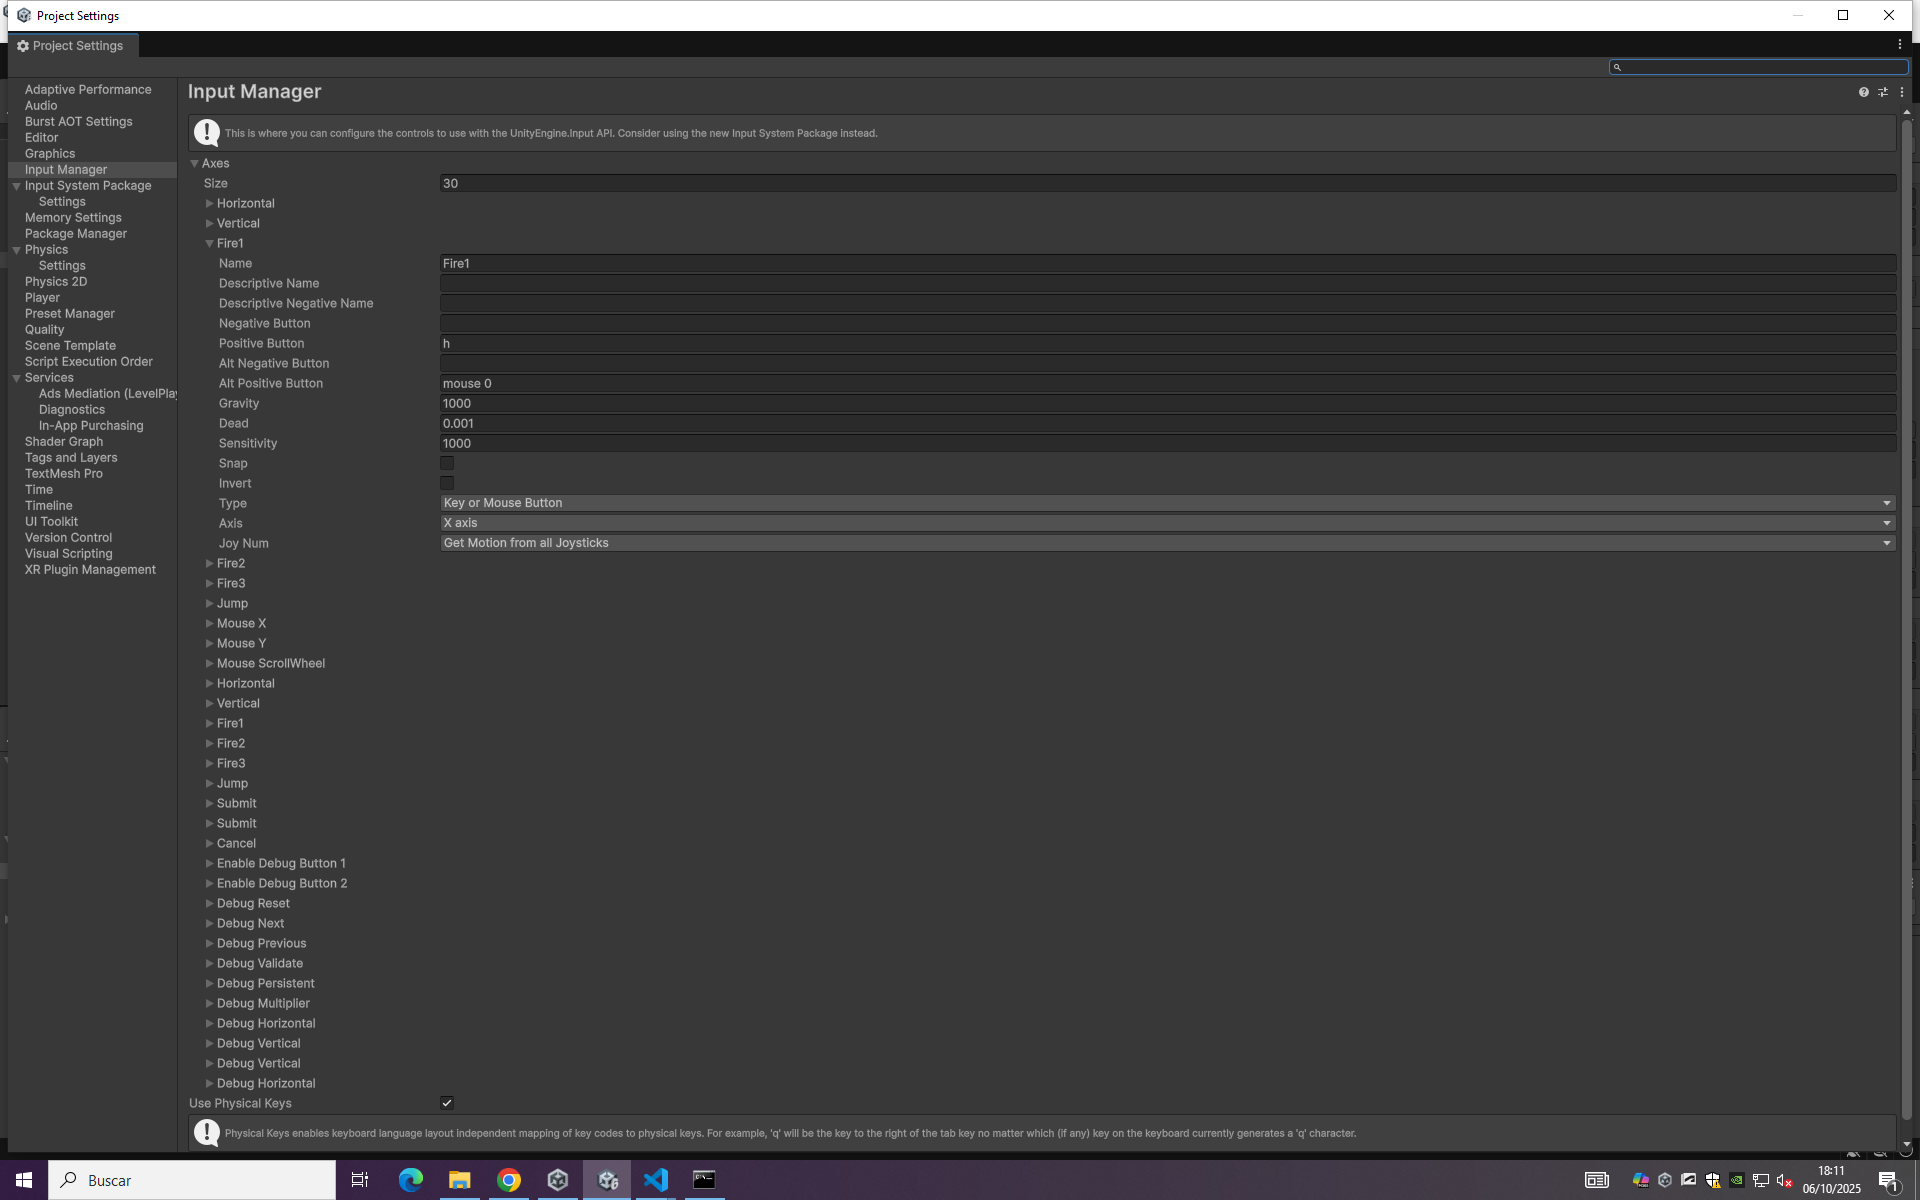 Project Settings
Project Settings
Input Manager
This is where you can configure the controls to use with the UnityEngine.Input API. Consider using the new Input System Package instead.
Adaptive Performance
Audio
Burst AOT Settings
Editor
Graphics
Input Manager
Input System Package
Settings
Memory Settings
Package Manager
Physics
Settings
Physics 2D
Player
Preset Manager
Quality
Scene Template
Script Execution Order
Services
Ads Mediation (LevelPlay
Diagnostics
In-App Purchasing
Shader Graph
Tags and Layers
TextMesh Pro
Time
Timeline
UI Toolkit
Version Control
Visual Scripting
XR Plugin Management
Axes
Size 30
Horizontal
Vertical
Fire1
Name Fire1
Descriptive Name
Descriptive Negative Name
Negative Button
Positive Button h
Alt Negative Button
Alt Positive Button mouse 0
Gravity 1000
Dead 0.001
Sensitivity 1000
Snap
Invert
Type Key or Mouse Button
Axis X axis
Joy Num Get Motion from all Joysticks
Fire2
Fire3
Jump
Mouse X
Mouse Y
Mouse ScrollWheel
Horizontal
Vertical
Fire1
Fire2
Fire3
Jump
Submit
Submit
Cancel
Enable Debug Button 1
Enable Debug Button 2
Debug Reset
Debug Next
Debug Previous
Debug Validate
Debug Persistent
Debug Multiplier
Debug Horizontal
Debug Vertical
Debug Vertical
Debug Horizontal
Use Physical Keys
Physical Keys enables keyboard language layout independent mapping of key codes to physical keys. For example, 'q' will be the key to the right of the tab key no matter which (if any) key on the keyboard currently generates a 'q' character.
Buscar
18:11
06/10/2025
1